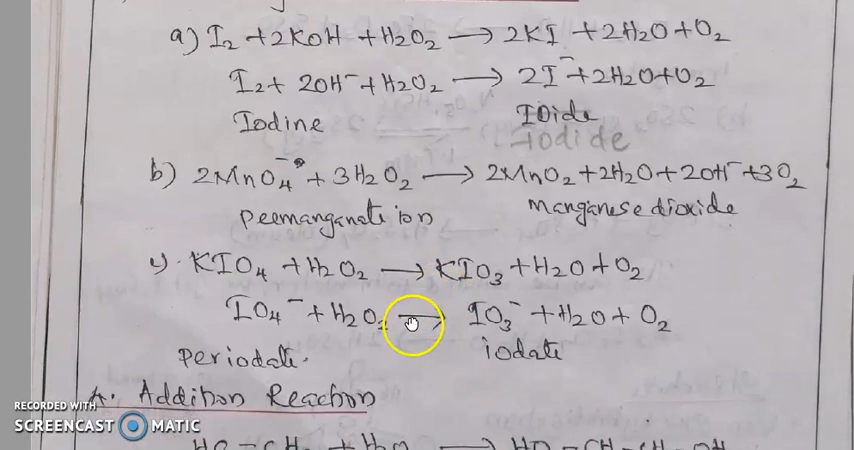 a) I₂ + 2KOH + H₂O₂ → 2KI + 2H₂O + O₂
I₂ + 2OH⁻ + H₂O₂ → 2I⁻ + 2H₂O + O₂
Iodine IOide
Iodide
b) 2MnO₄⁻ + 3H₂O₂ → 2MnO₂ + 2H₂O + 2OH⁻ + 3O₂
peemanganate ion manganese dioxide
c) KIO₄ + H₂O₂ → KIO₃ + H₂O + O₂
IO₄⁻ + H₂O₂ → IO₃⁻ + H₂O + O₂
periodate. iodate
A. Addition Reaction
RECORDED WITH
SCREENCAST MATIC